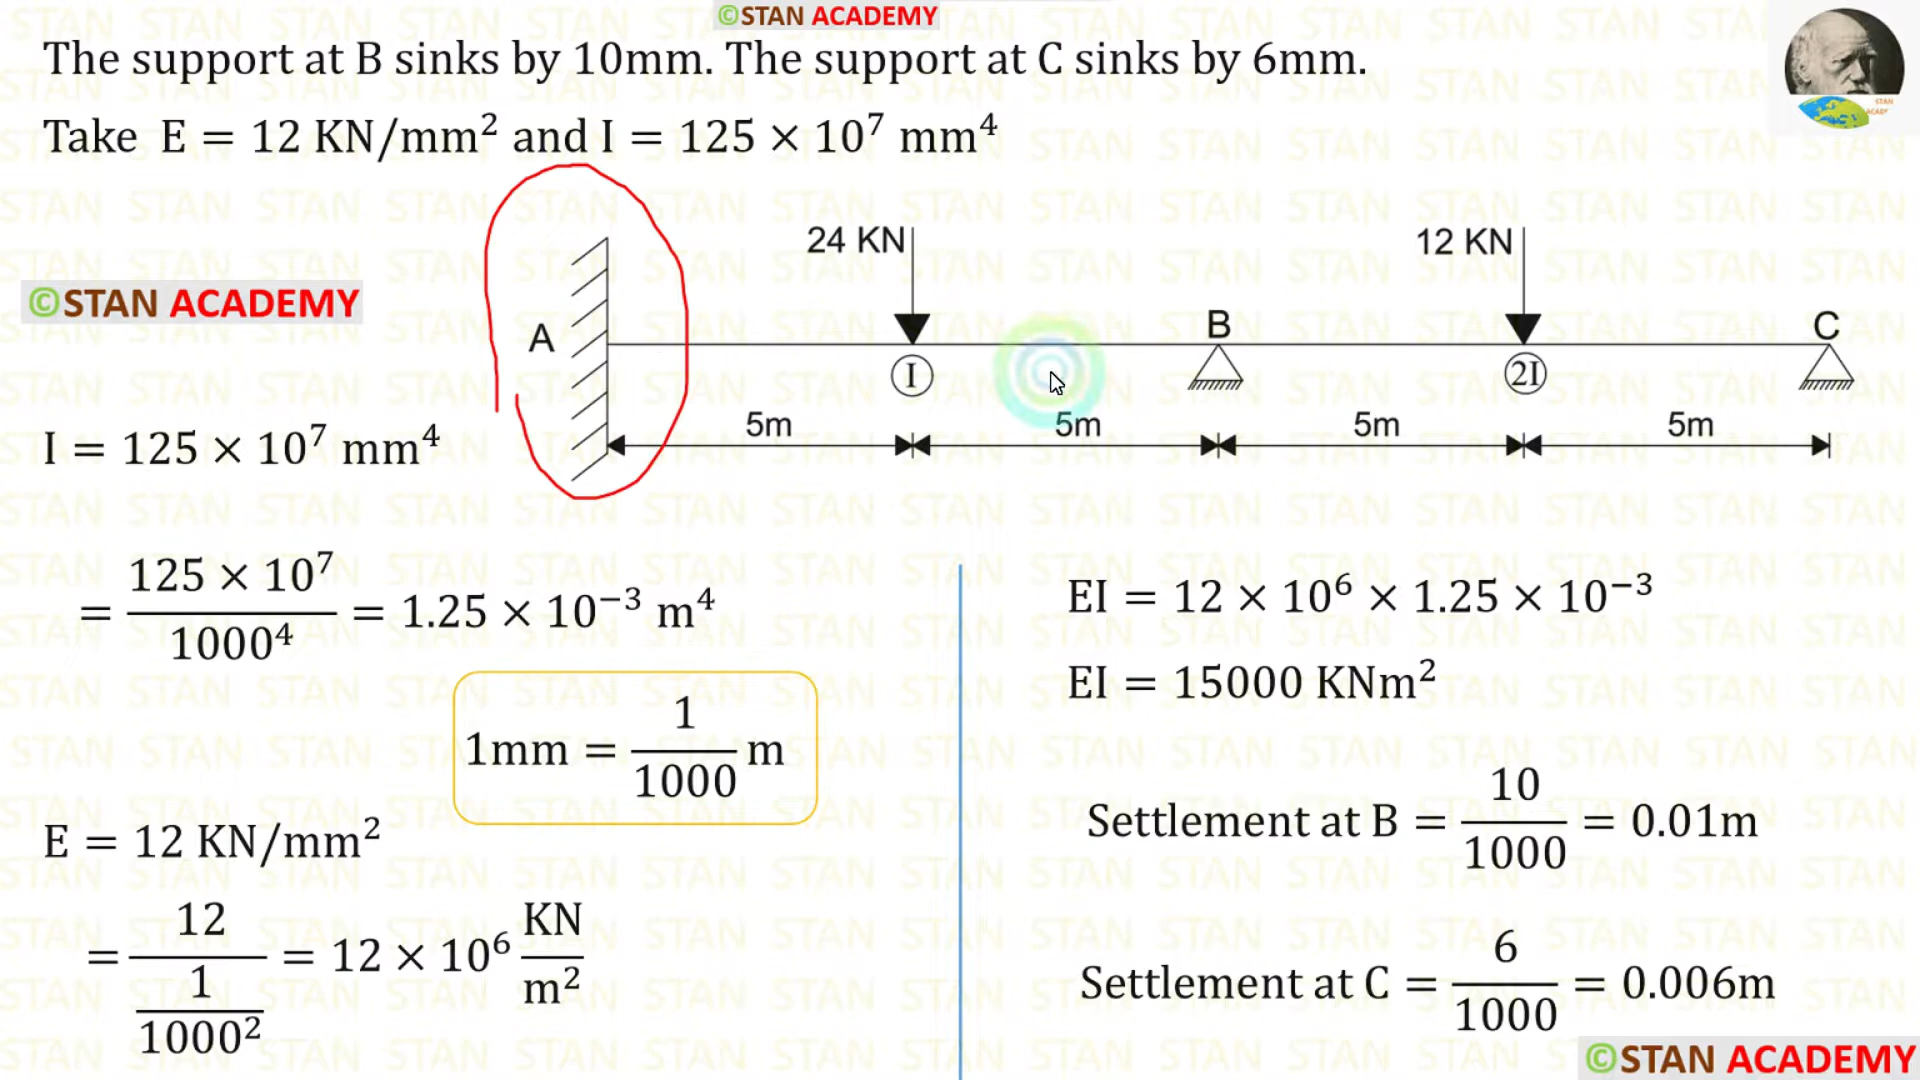 ©STAN ACADEMY
The support at B sinks by 10mm. The support at C sinks by 6mm.
Take E = 12 KN/mm² and I = 125 × 10⁷ mm⁴
STAN
ACADEMY
24 KN
12 KN
©STAN ACADEMY
A
B
C
I
2I
5m
5m
5m
5m
I = 125 × 10⁷ mm⁴
= 125 × 10⁷ / 1000⁴ = 1.25 × 10⁻³ m⁴
1mm = 1/1000 m
E = 12 KN/mm²
= 12 / (1/1000²) = 12 × 10⁶ KN/m²
EI = 12 × 10⁶ × 1.25 × 10⁻³
EI = 15000 KNm²
Settlement at B = 10/1000 = 0.01m
Settlement at C = 6/1000 = 0.006m
©STAN ACADEMY